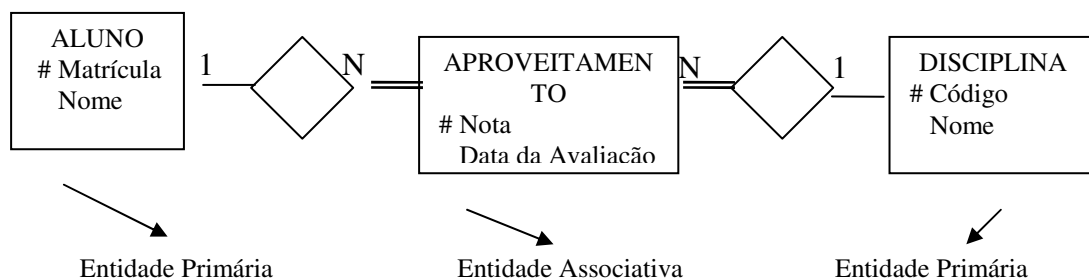 ALUNO
# Matrícula
Nome
1
N
APROVEITAMEN
TO
# Nota
Data da Avaliação
N
1
DISCIPLINA
# Código
Nome
Entidade Primária
Entidade Associativa
Entidade Primária